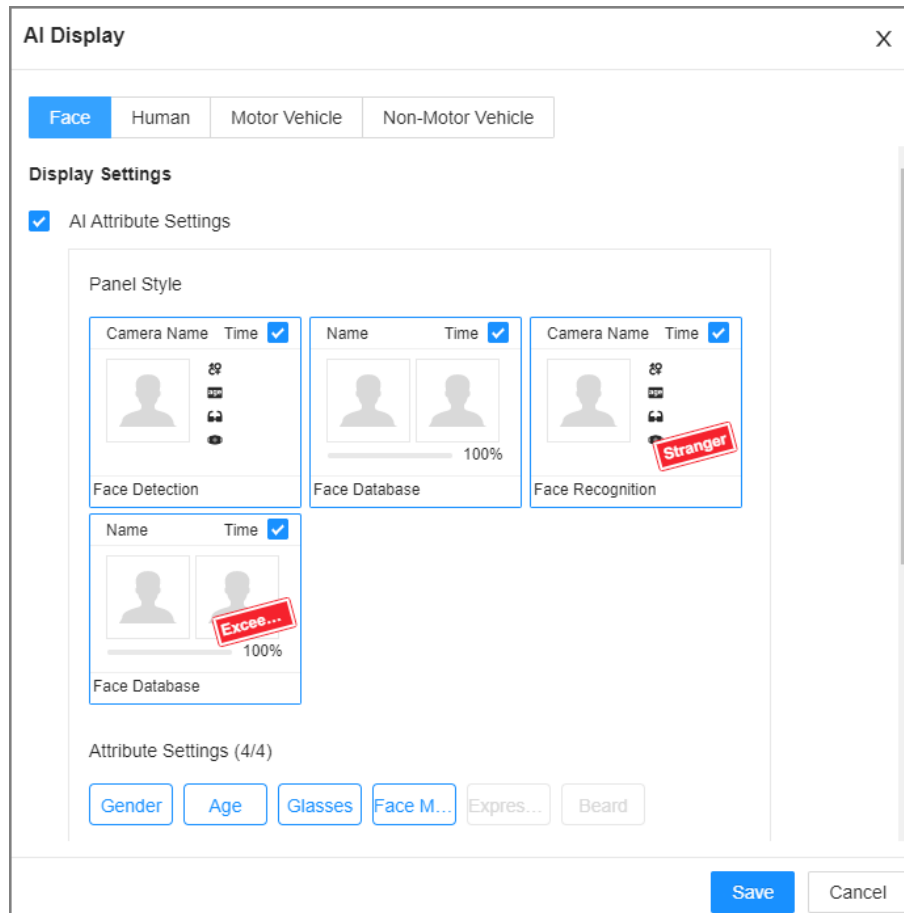 AI Display
X
Face Human Motor Vehicle Non-Motor Vehicle
Display Settings
AI Attribute Settings
Panel Style
Camera Name Time
age
Face Detection
Name Time
100%
Face Database
Camera Name Time
age
Stranger
Face Recognition
Name Time
Excee...
100%
Face Database
Attribute Settings (4/4)
Gender Age Glasses Face M... Expres... Beard
Save Cancel